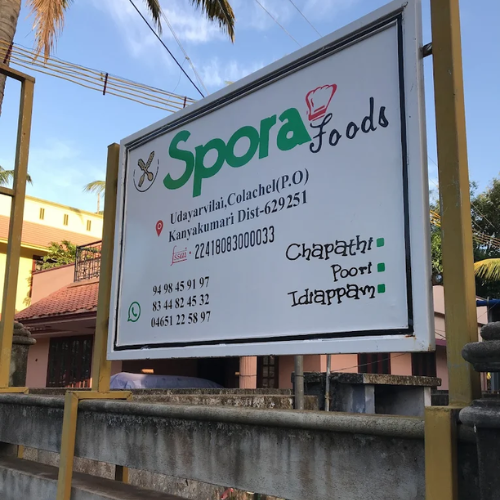 Spora
Foods
Udayarvilai,Colachel(P.O)
Kanyakumari Dist-629251
fssai - 22418083000033
94 98 45 91 97
83 44 82 45 32
04651 22 58 97
Chapathi
Poori
Idiappam